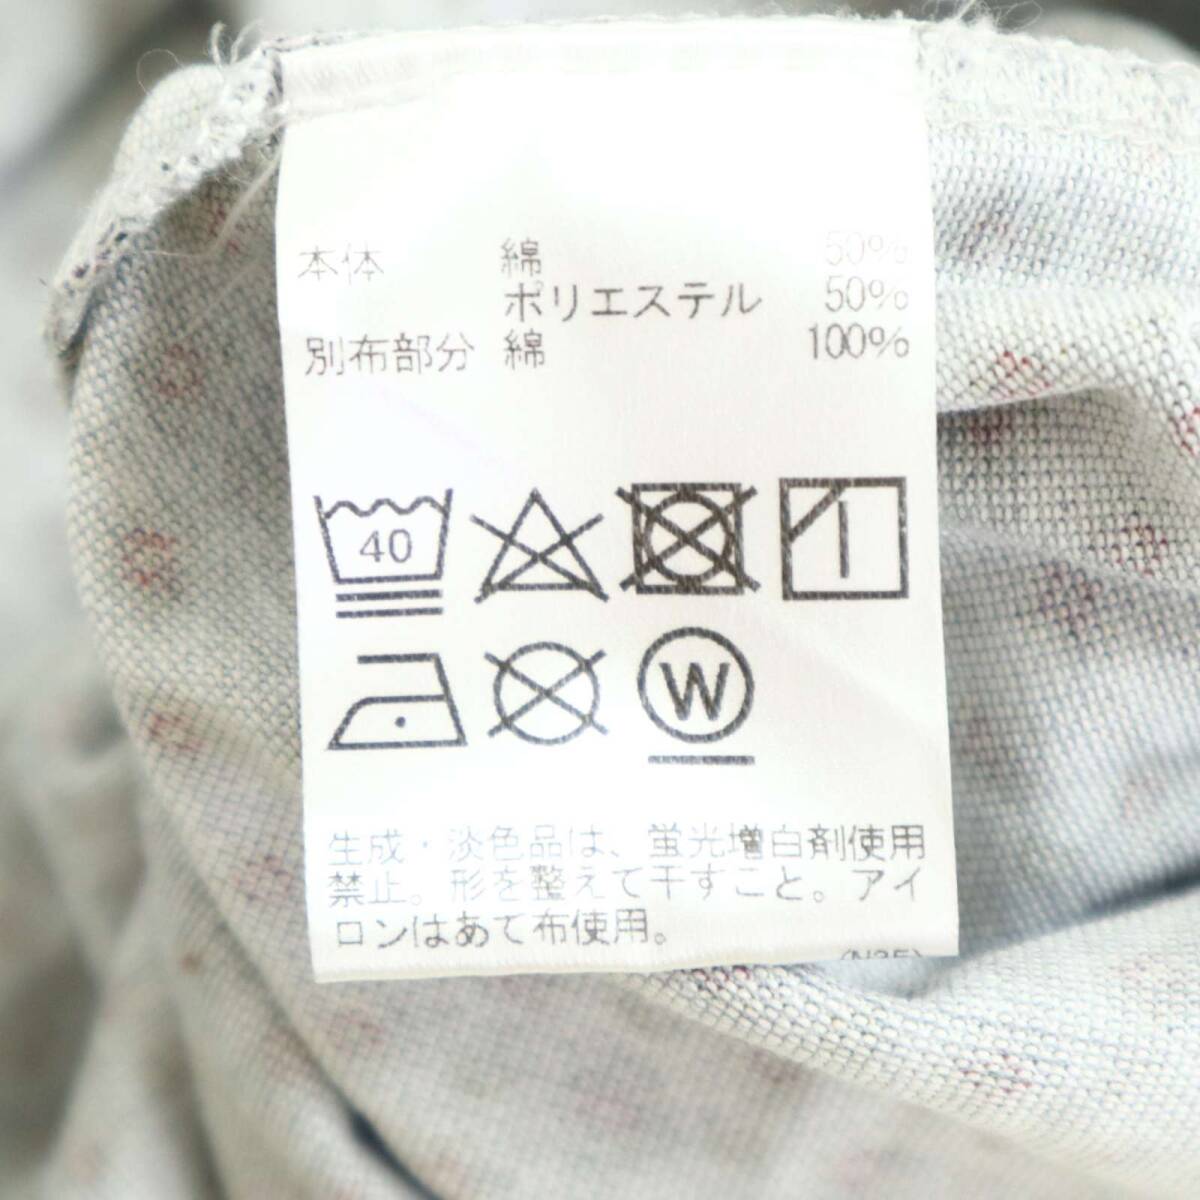 本体 綿 50%
ポリエステル 50%
別布部分 綿 100%
40
W
生成・淡色品は、蛍光増白剤使用
禁止。形を整えて干すこと。アイ
ロンはあて布使用。